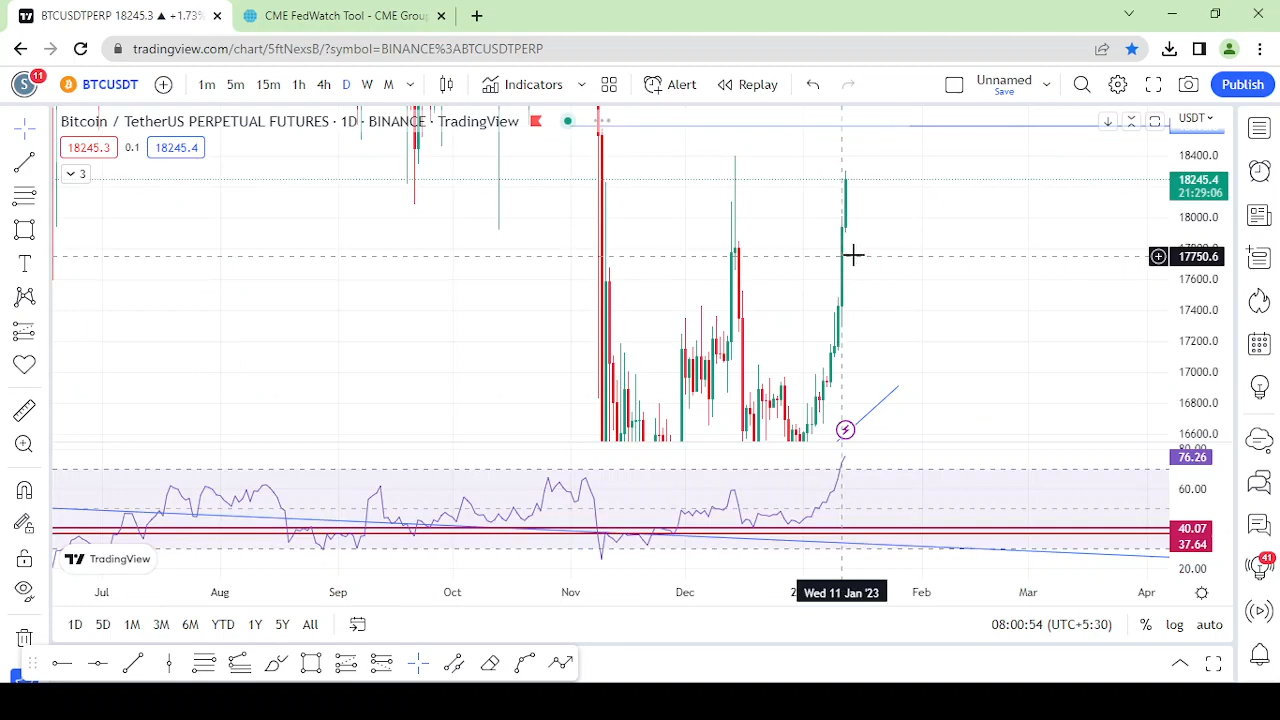 BTCUSDTPERP 18245.3 ▲ +1.73%
CME FedWatch Tool - CME Group
tradingview.com/chart/5ftNexsB/?symbol=BINANCE%3ABTCUSDTPERP
S 11 BTCUSDT 1m 5m 15m 1h 4h D W M Indicators Alert Replay Unnamed Publish
Save
Bitcoin / TetherUS PERPETUAL FUTURES · 1D · BINANCE · TradingView
USDT
18245.3 0.1 18245.4
3
18400.0
18245.4
21:29:06
18000.0
17750.6
17600.0
17400.0
17200.0
17000.0
16800.0
16600.0
80.00
76.26
60.00
40.07
37.64
20.00
TradingView
Jul Aug Sep Oct Nov Dec Wed 11 Jan '23 Feb Mar Apr
1D 5D 1M 3M 6M YTD 1Y 5Y All 08:00:54 (UTC+5:30) % log auto
41